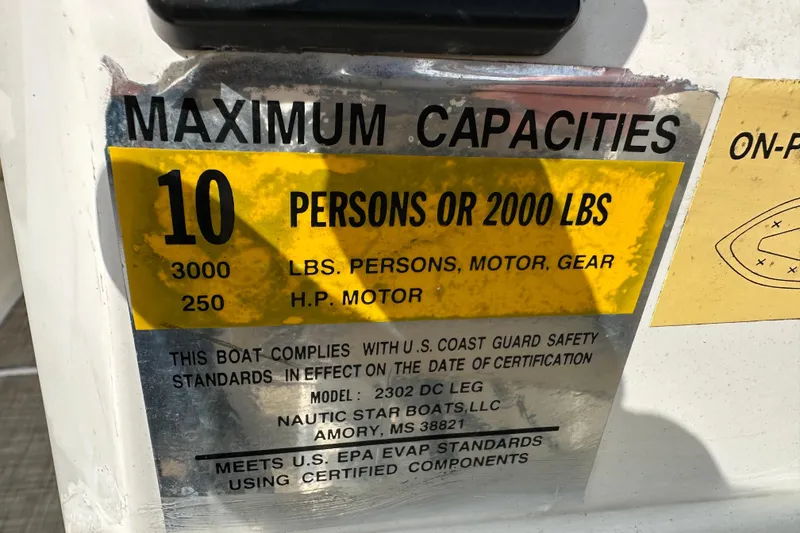 MAXIMUM CAPACITIES
10 PERSONS OR 2000 LBS
3000 LBS. PERSONS, MOTOR, GEAR
250 H.P. MOTOR
THIS BOAT COMPLIES WITH U.S. COAST GUARD SAFETY
STANDARDS IN EFFECT ON THE DATE OF CERTIFICATION
MODEL: 2302 DC LEG
NAUTIC STAR BOATS,LLC
AMORY, MS 38821
MEETS U.S. EPA EVAP STANDARDS
USING CERTIFIED COMPONENTS